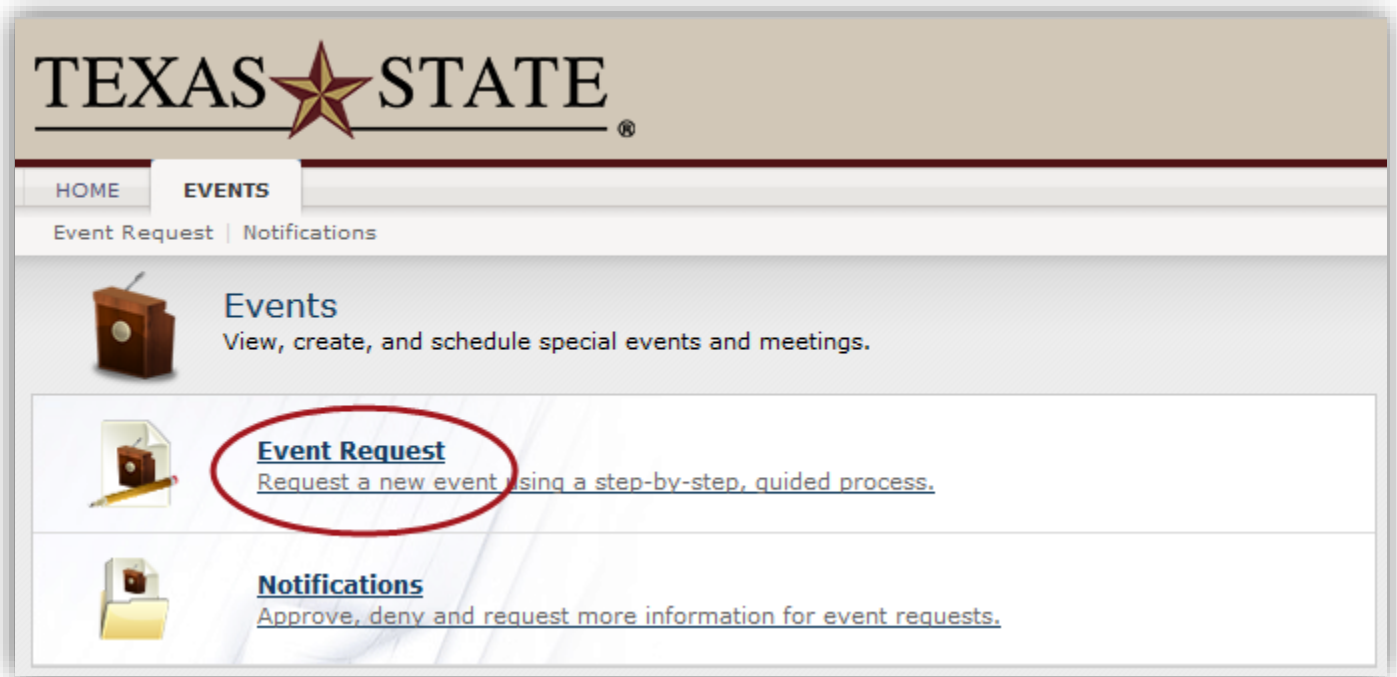 TEXAS STATE ®
HOME EVENTS
Event Request | Notifications
Events
View, create, and schedule special events and meetings.
Event Request
Request a new event using a step-by-step, guided process.
Notifications
Approve, deny and request more information for event requests.